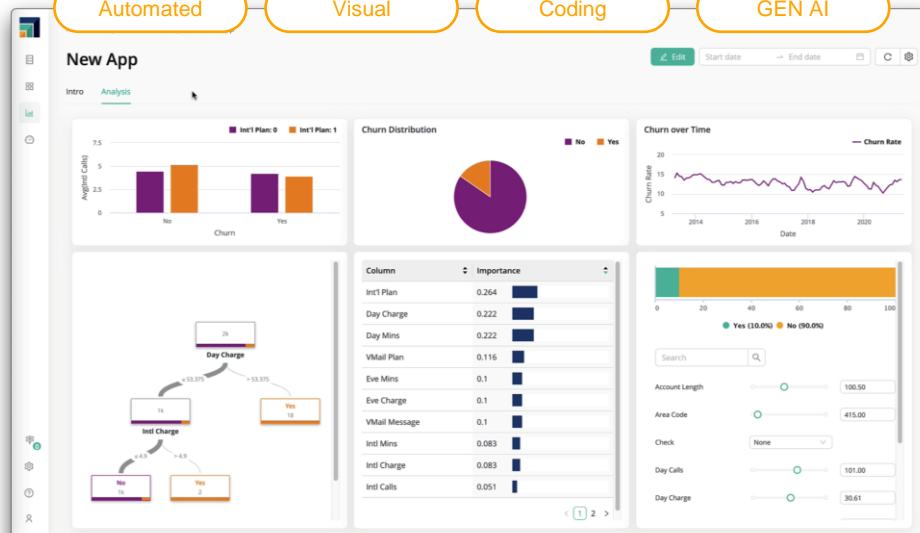 Automated Visual Coding GEN AI
New App
Edit Start date → End date
Intro Analysis
Int'l Plan: 0 Int'l Plan: 1
7.5
5
2.5
0
Avg(Intl Calls)
No Yes
Churn
Churn Distribution
No Yes
Churn over Time
Churn Rate
20
15
10
5
Churn Rate
2014 2016 2018 2020
Date
2k
Day Charge
≤ 53.375 > 53.375
1k
Intl Charge
Yes
18
≤ 4.9 > 4.9
No
1k
Yes
2
Column Importance
Int'l Plan 0.264
Day Charge 0.222
Day Mins 0.222
VMail Plan 0.116
Eve Mins 0.1
Eve Charge 0.1
VMail Message 0.1
Intl Mins 0.083
Intl Charge 0.083
Intl Calls 0.051
< 1 2 >
0 20 40 60 80 100
Yes (10.0%) No (90.0%)
Search
Account Length 100.50
Area Code 415.00
Check None
Day Calls 101.00
Day Charge 30.61